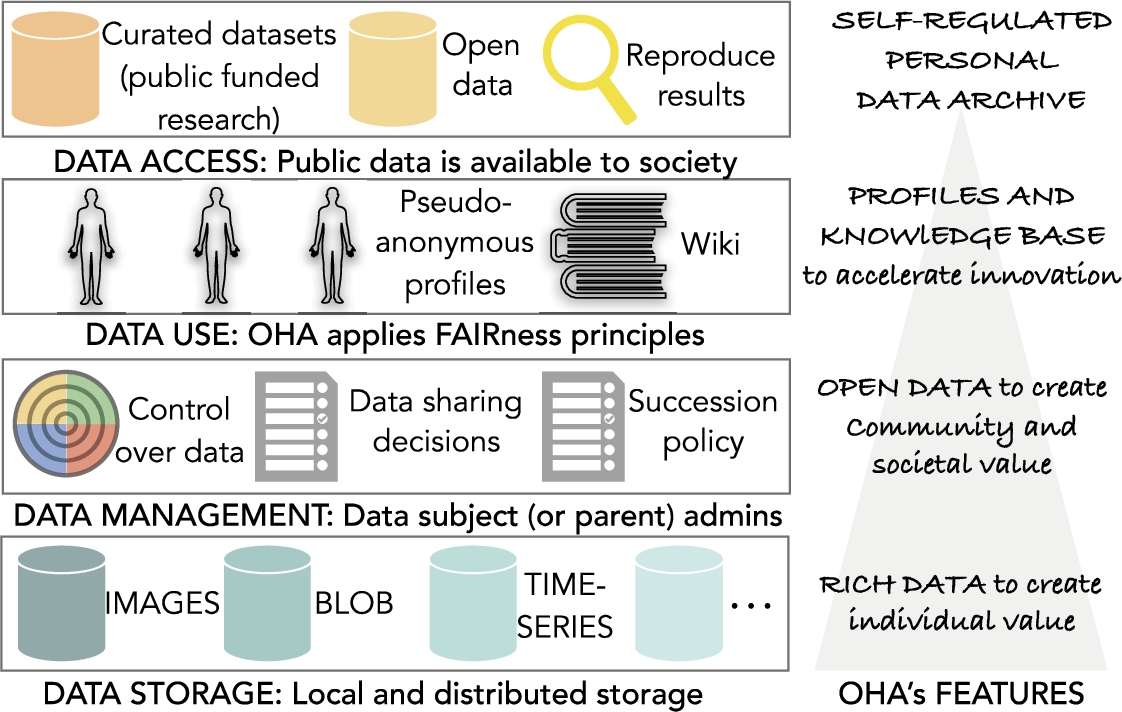 Curated datasets
(public funded
research)
Open
data
Reproduce
results
DATA ACCESS: Public data is available to society
Pseudo-
anonymous
profiles
Wiki
DATA USE: OHA applies FAIRness principles
Control
over data
Data sharing
decisions
Succession
policy
DATA MANAGEMENT: Data subject (or parent) admins
IMAGES
BLOB
TIME-
SERIES
...
DATA STORAGE: Local and distributed storage
SELF-REGULATED
PERSONAL
DATA ARCHIVE
PROFILES AND
KNOWLEDGE BASE
to accelerate innovation
OPEN DATA to create
Community and
societal value
RICH DATA to create
individual value
OHA's FEATURES